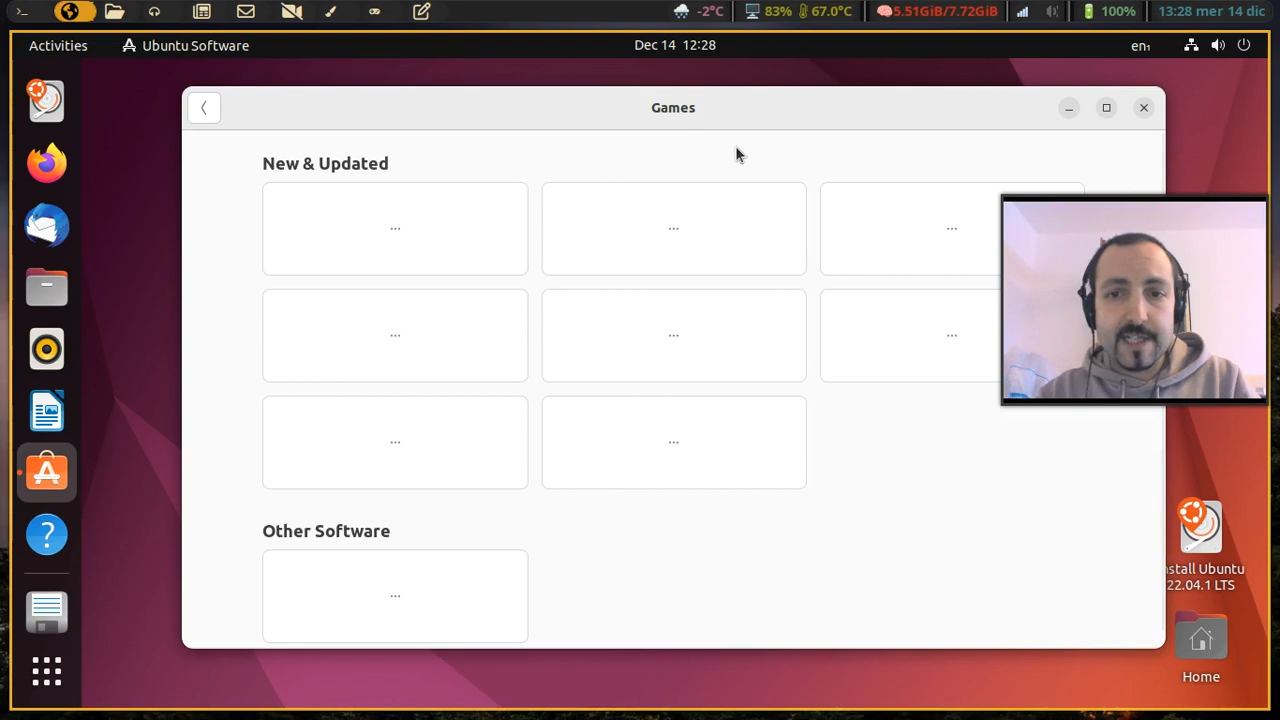 -2°C 83% 67.0°C 5.51GiB/7.72GiB 100% 13:28 mer 14 dic
Activities Ubuntu Software Dec 14 12:28 en₁
Games
New & Updated
... ... ...
... ... ...
... ...
Other Software
...
nstall Ubuntu
22.04.1 LTS
Home